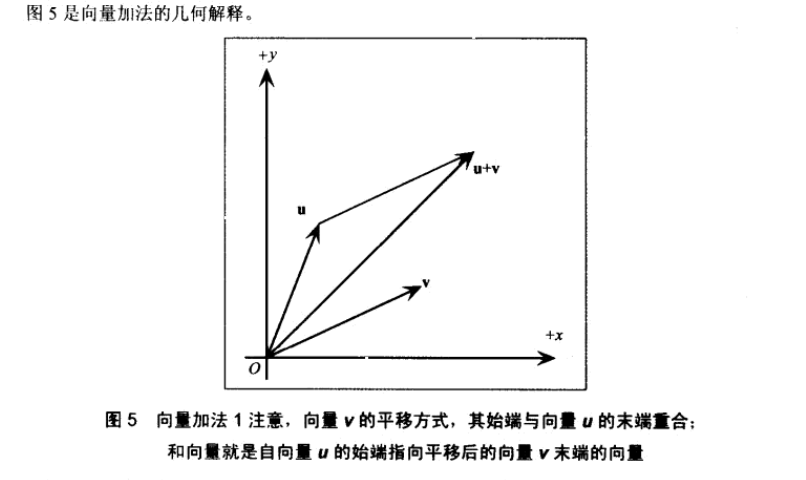 图 5 是向量加法的几何解释。
+y
u+v
u
v
+x
O
图 5 向量加法 1 注意，向量 v 的平移方式，其始端与向量 u 的末端重合；
和向量就是自向量 u 的始端指向平移后的向量 v 末端的向量